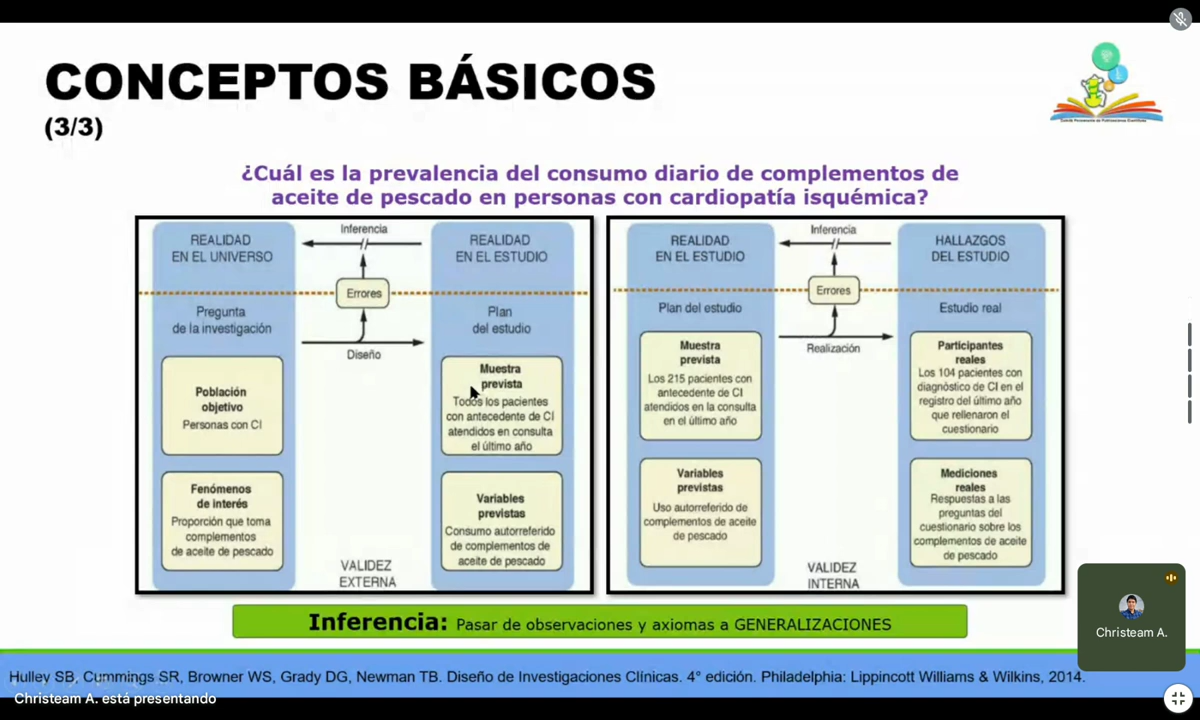 CONCEPTOS BÁSICOS
(3/3)
¿Cuál es la prevalencia del consumo diario de complementos de
aceite de pescado en personas con cardiopatía isquémica?
REALIDAD
EN EL UNIVERSO
Inferencia
REALIDAD
EN EL ESTUDIO
Errores
Pregunta
de la investigación
Diseño
Plan
del estudio
Población
objetivo
Personas con CI
Muestra
prevista
Todos los pacientes
con antecedente de CI
atendidos en consulta
el último año
Fenómenos
de interés
Proporción que toma
complementos
de aceite de pescado
Variables
previstas
Consumo autorreferido
de complementos de
aceite de pescado
VALIDEZ
EXTERNA
REALIDAD
EN EL ESTUDIO
Inferencia
HALLAZGOS
DEL ESTUDIO
Errores
Plan del estudio
Realización
Estudio real
Muestra
prevista
Los 215 pacientes con
antecedente de CI
atendidos en la consulta
en el último año
Participantes
reales
Los 104 pacientes con
diagnóstico de CI en el
registro del último año
que rellenaron el
cuestionario
Variables
previstas
Uso autorreferido de
complementos de aceite
de pescado
Mediciones
reales
Respuestas a las
preguntas del
cuestionario sobre los
complementos de aceite
de pescado
VALIDEZ
INTERNA
Inferencia: Pasar de observaciones y axiomas a GENERALIZACIONES
Christeam A.
Hulley SB, Cummings SR, Browner WS, Grady DG, Newman TB. Diseño de Investigaciones Clínicas. 4° edición. Philadelphia: Lippincott Williams & Wilkins, 2014.
Christeam A. está presentando